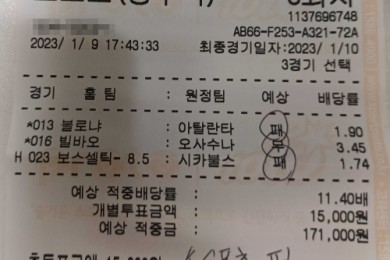 1137696748
AB66-F253-A321-72A
2023/ 1/ 9 17:43:33 최종경기일자:2023/ 1/10
3경기 선택
경기 홈 팀 : 원정팀 예상 배당률
*013 볼로냐 : 아탈란타 패 1.90
*016 빌바오 : 오사수나 무 3.45
H 023 보스셀틱- 8.5 : 시카불스 패 1.74
예상 적중배당률 : 11.40배
개별투표금액 : 15,000원
예상 적중금 : 171,000원